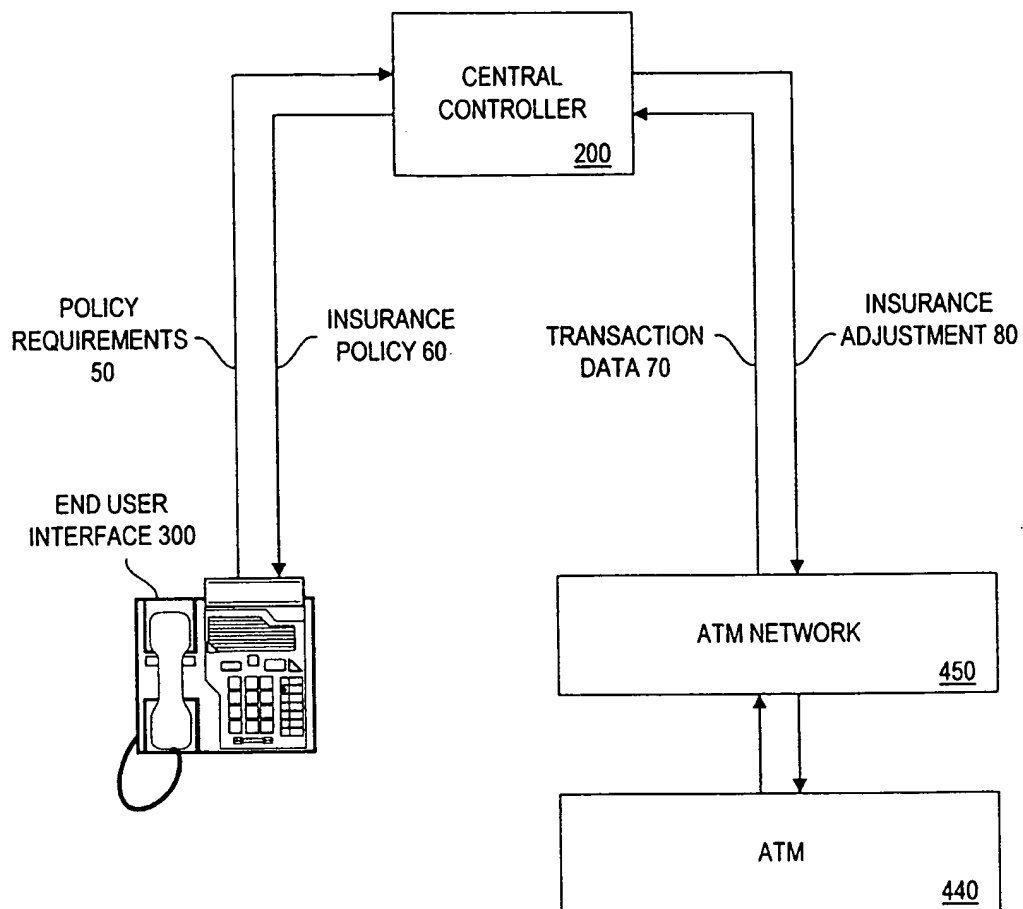 CENTRAL
CONTROLLER
200
POLICY
REQUIREMENTS
50
INSURANCE
POLICY 60
TRANSACTION
DATA 70
INSURANCE
ADJUSTMENT 80
END USER
INTERFACE 300
ATM NETWORK
450
ATM
440